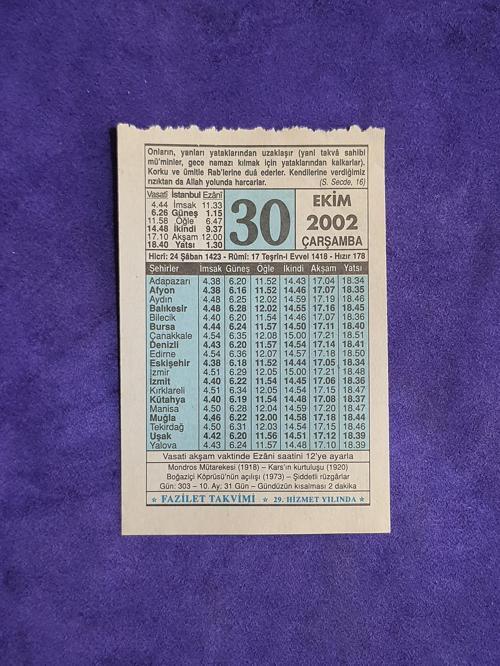 Onların, yanları yataklarından uzaklaşır (yani takvâ sahibi
mü'minler, gece namazı kılmak için yataklarından kalkarlar).
Korku ve ümitle Rab'lerine duâ ederler. Kendilerine verdiğimiz
rızıktan da Allah yolunda harcarlar. (S. Secde, 16)
Vasatî İstanbul Ezanî
4.44 İmsak 11.33
6.26 Güneş 1.15
11.58 Öğle 6.47
14.48 İkindi 9.37
17.10 Akşam 12.00
18.40 Yatsı 1.30
30
EKİM
2002
ÇARŞAMBA
Hicrî: 24 Şâban 1423 - Rûmî: 17 Teşrîn-i Evvel 1418 - Hızır 178
Şehirler İmsak Güneş Öğle İkindi Akşam Yatsı
Adapazarı 4.38 6.20 11.52 14.43 17.04 18.34
Afyon 4.38 6.16 11.52 14.46 17.07 18.35
Aydın 4.48 6.25 12.02 14.59 17.19 18.46
Balıkesir 4.48 6.28 12.02 14.55 17.16 18.45
Bilecik 4.40 6.20 11.54 14.46 17.07 18.36
Bursa 4.44 6.24 11.57 14.50 17.11 18.40
Çanakkale 4.54 6.35 12.08 15.00 17.21 18.51
Denizli 4.43 6.20 11.57 14.54 17.14 18.41
Edirne 4.54 6.36 12.07 14.57 17.18 18.50
Eskişehir 4.38 6.18 11.52 14.44 17.05 18.34
İzmir 4.51 6.29 12.05 15.00 17.21 18.48
İzmit 4.40 6.22 11.54 14.45 17.06 18.36
Kırklareli 4.51 6.34 12.05 14.54 17.15 18.46
Kütahya 4.40 6.19 11.54 14.48 17.08 18.37
Manisa 4.50 6.28 12.04 14.59 17.20 18.47
Muğla 4.46 6.22 12.00 14.58 17.18 18.44
Tekirdağ 4.50 6.31 12.03 14.54 17.15 18.45
Uşak 4.42 6.20 11.56 14.51 17.12 18.39
Yalova 4.43 6.24 11.57 14.48 17.10 18.39
Vasatî akşam vaktinde Ezânî saatini 12'ye ayarla
Mondros Mütarekesi (1918) – Kars'ın kurtuluşu (1920)
Boğaziçi Köprüsü'nün açılışı (1973) – Şiddetli rüzgârlar
Gün: 303 – 10. Ay: 31 Gün – Gündüzün kısalması 2 dakika
★ FAZİLET TAKVİMİ ★ 29. HİZMET YILINDA ★